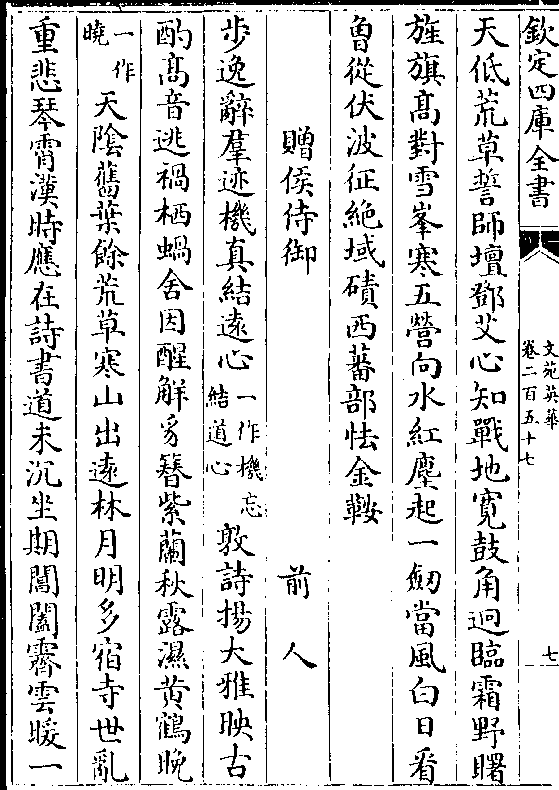 欽定四庫全書
文苑英華
卷二百五十七
七
天低荒草誓師壇鄧艾心知戰地寛鼓角迥臨霜野曙
旌旗髙對雪峯寒五營向水紅塵起一劒當風白日看
曾從伏波征絶域磧西蕃部怯金鞍
贈侯侍御 前人
步逸辭羣迹機真結遠心一作機忘結道心敦詩揚大雅映古
酌髙音逃禍栖蝸舍因醒解豸簪紫蘭秋露濕黄鶴晚
一作曉天隂舊葉餘荒草寒山出遠林月明多宿寺世亂
重悲琴霄漢時應在詩書道未沉坐期閶闔霽雲暖一